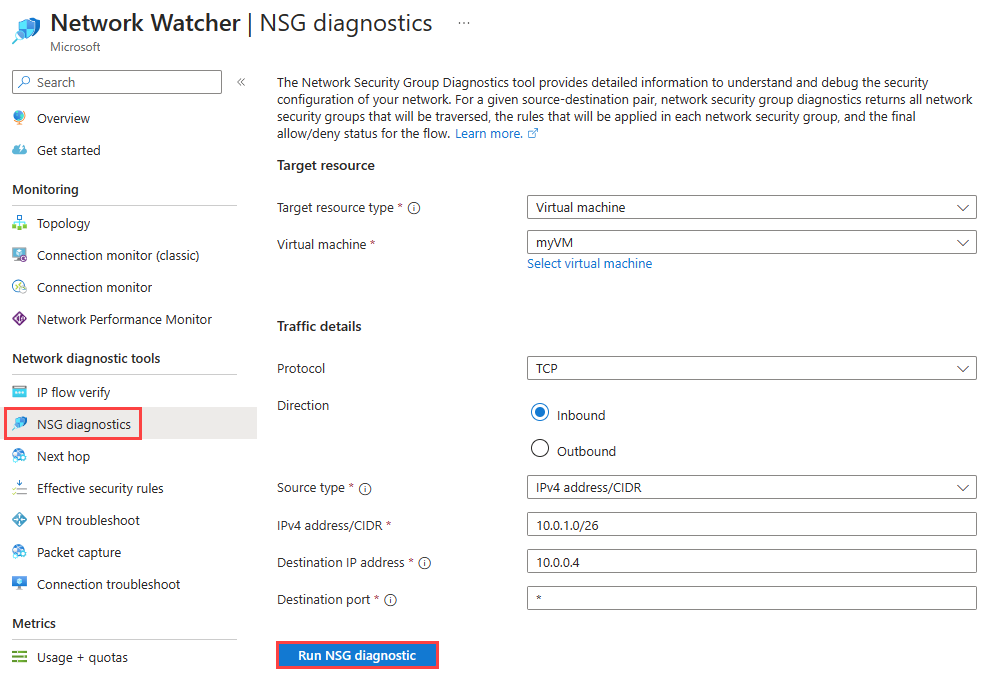 Network Watcher | NSG diagnostics ...
Microsoft
Search
«
Overview
Get started
Monitoring
Topology
Connection monitor (classic)
Connection monitor
Network Performance Monitor
Network diagnostic tools
IP flow verify
NSG diagnostics
Next hop
Effective security rules
VPN troubleshoot
Packet capture
Connection troubleshoot
Metrics
Usage + quotas
The Network Security Group Diagnostics tool provides detailed information to understand and debug the security
configuration of your network. For a given source-destination pair, network security group diagnostics returns all network
security groups that will be traversed, the rules that will be applied in each network security group, and the final
allow/deny status for the flow. Learn more.
Target resource
Target resource type * Virtual machine
Virtual machine * myVM
Select virtual machine
Traffic details
Protocol TCP
Direction
Inbound
Outbound
Source type * IPv4 address/CIDR
IPv4 address/CIDR * 10.0.1.0/26
Destination IP address * 10.0.0.4
Destination port * *
Run NSG diagnostic